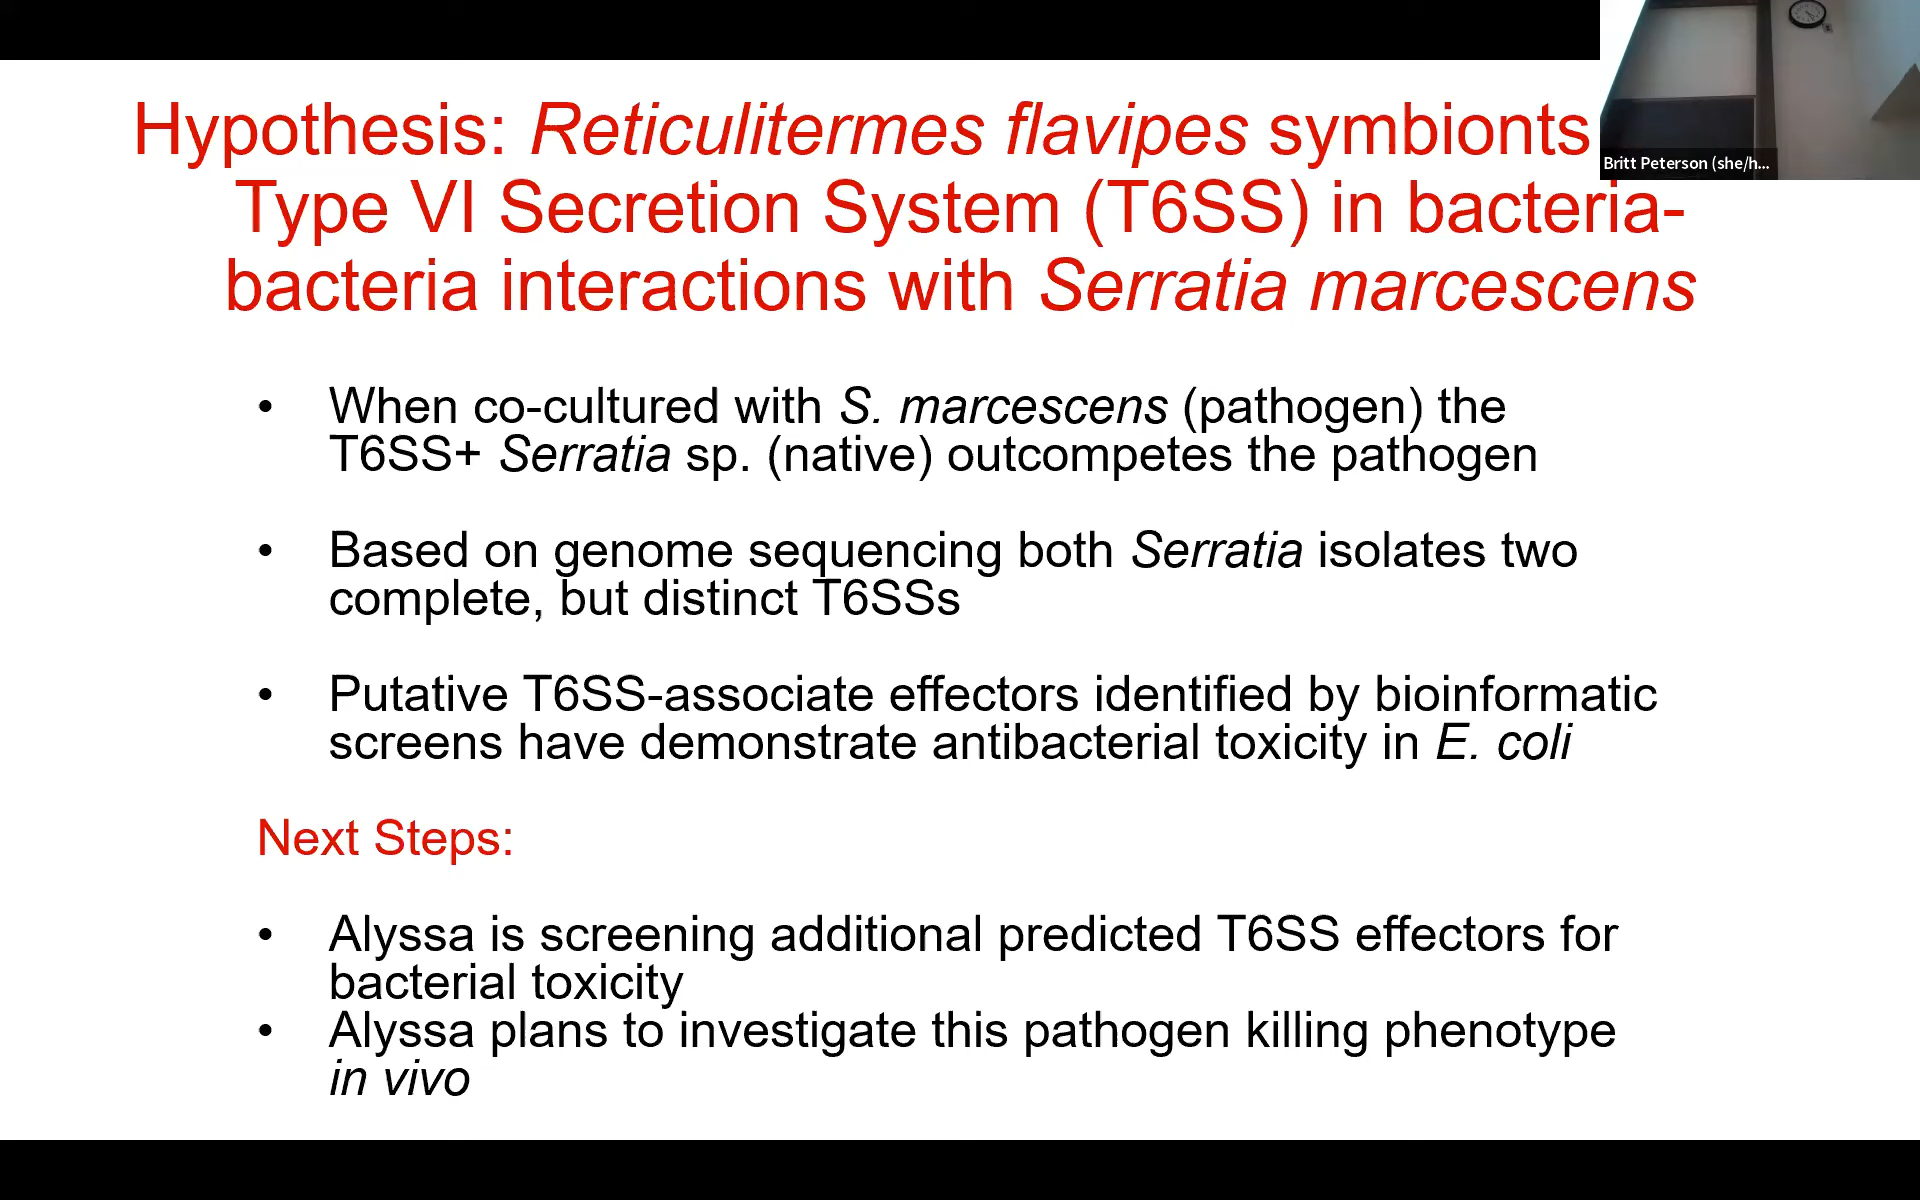 Hypothesis: Reticulitermes flavipes symbionts
Type VI Secretion System (T6SS) in bacteria-
bacteria interactions with Serratia marcescens
Britt Peterson (she/h...
• When co-cultured with S. marcescens (pathogen) the
T6SS+ Serratia sp. (native) outcompetes the pathogen
• Based on genome sequencing both Serratia isolates two
complete, but distinct T6SSs
• Putative T6SS-associate effectors identified by bioinformatic
screens have demonstrate antibacterial toxicity in E. coli
Next Steps:
• Alyssa is screening additional predicted T6SS effectors for
bacterial toxicity
• Alyssa plans to investigate this pathogen killing phenotype
in vivo